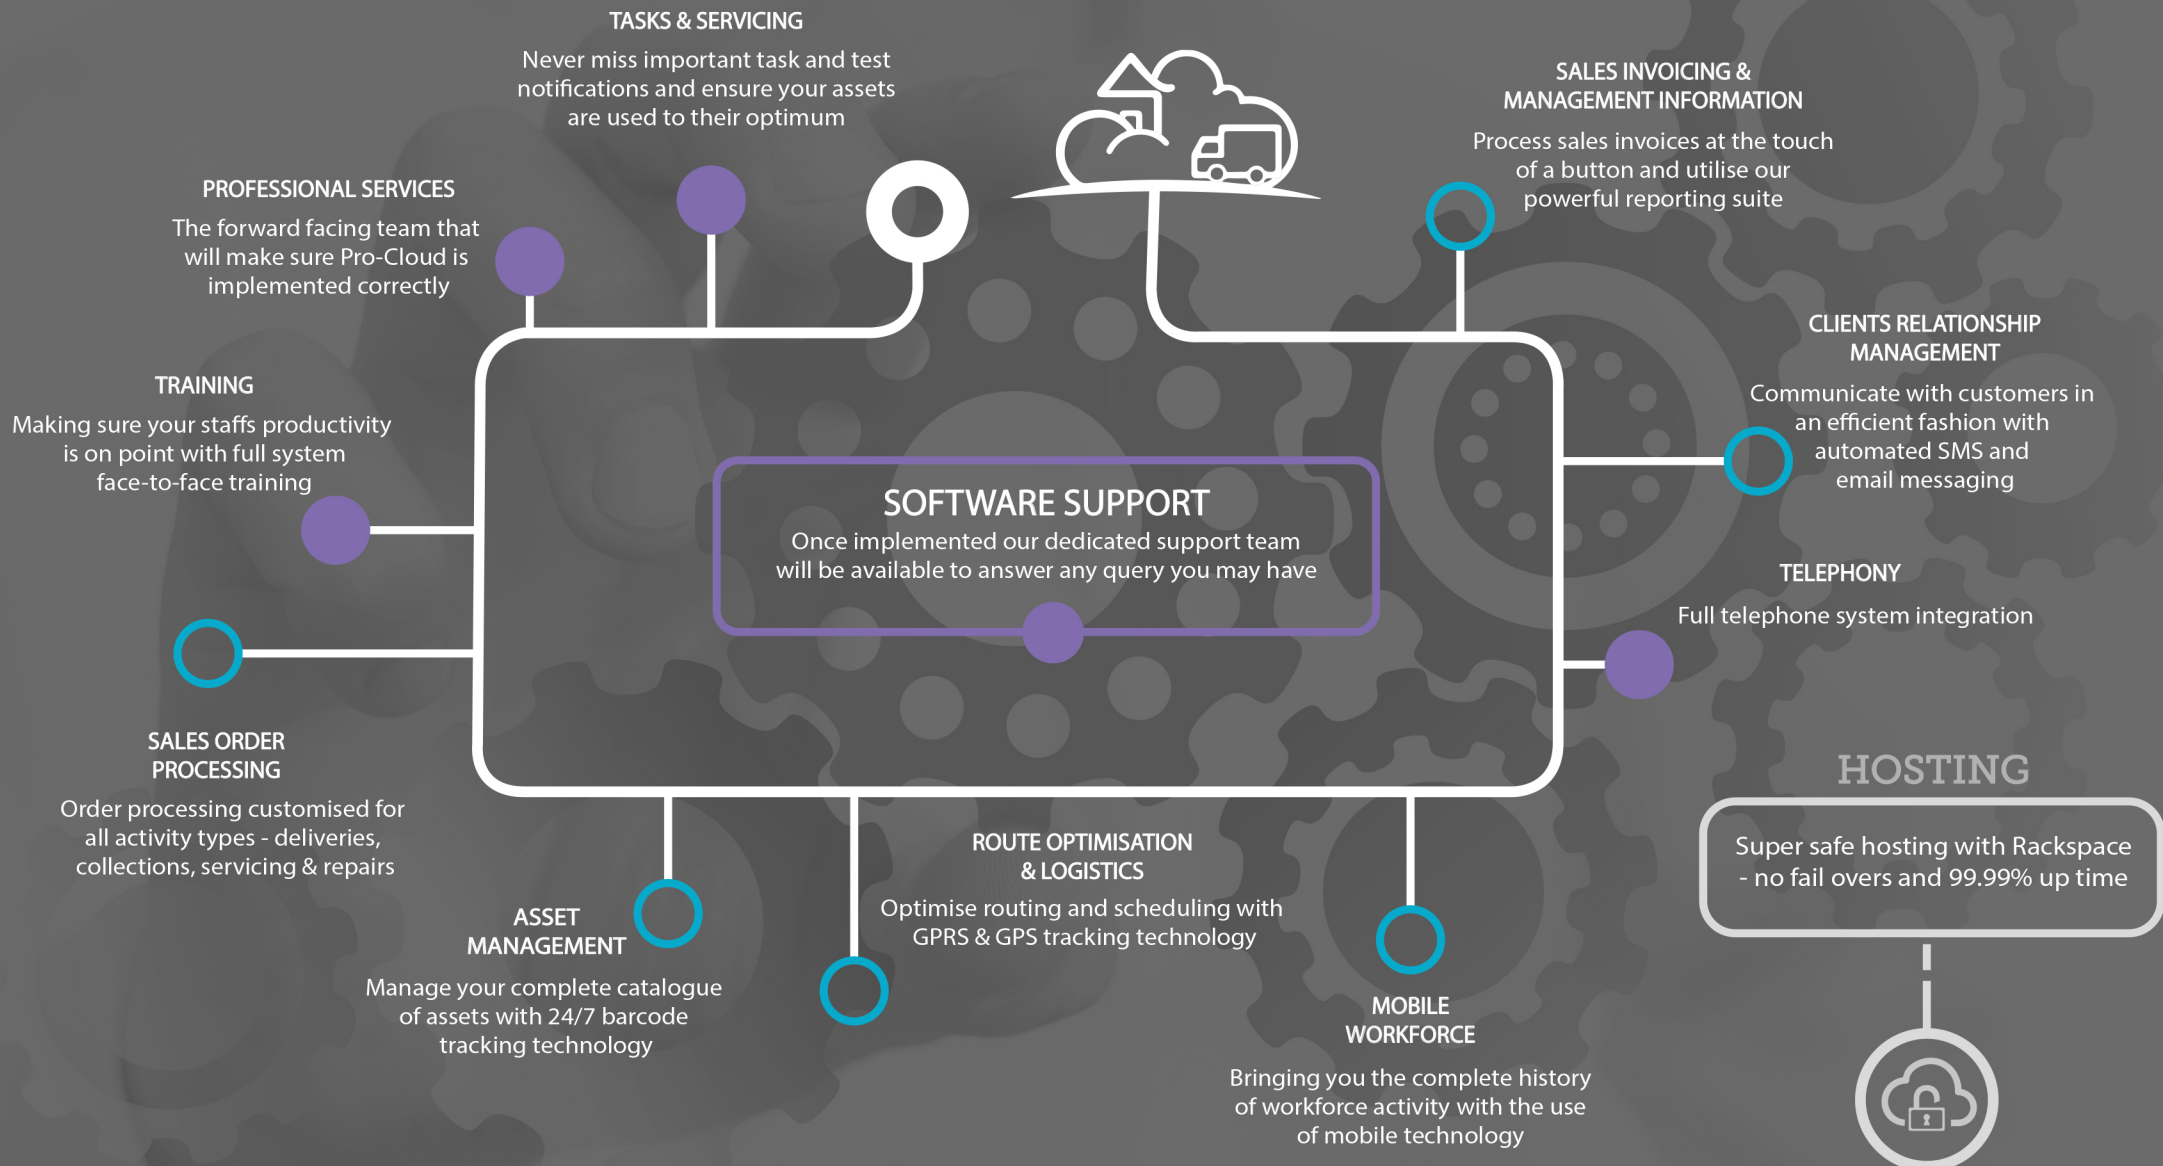 TASKS & SERVICING
Never miss important task and test
notifications and ensure your assets
are used to their optimum
SALES INVOICING &
MANAGEMENT INFORMATION
Process sales invoices at the touch
of a button and utilise our
powerful reporting suite
PROFESSIONAL SERVICES
The forward facing team that
will make sure Pro-Cloud is
implemented correctly
CLIENTS RELATIONSHIP
MANAGEMENT
Communicate with customers in
an efficient fashion with
automated SMS and
email messaging
TRAINING
Making sure your staffs productivity
is on point with full system
face-to-face training
SOFTWARE SUPPORT
Once implemented our dedicated support team
will be available to answer any query you may have
TELEPHONY
Full telephone system integration
SALES ORDER
PROCESSING
Order processing customised for
all activity types - deliveries,
collections, servicing & repairs
HOSTING
Super safe hosting with Rackspace
- no fail overs and 99.99% up time
ROUTE OPTIMISATION
& LOGISTICS
Optimise routing and scheduling with
GPRS & GPS tracking technology
ASSET
MANAGEMENT
Manage your complete catalogue
of assets with 24/7 barcode
tracking technology
MOBILE
WORKFORCE
Bringing you the complete history
of workforce activity with the use
of mobile technology